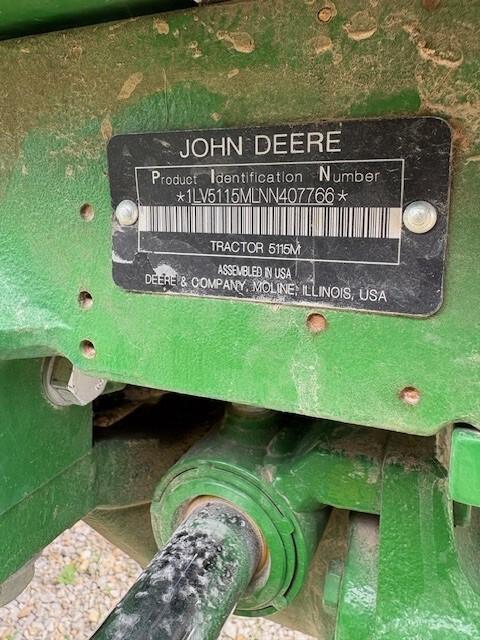 JOHN DEERE
Product Identification Number
*1LV5115MLNN407766*
TRACTOR 5115M
ASSEMBLED IN USA
DEERE & COMPANY, MOLINE, ILLINOIS, USA